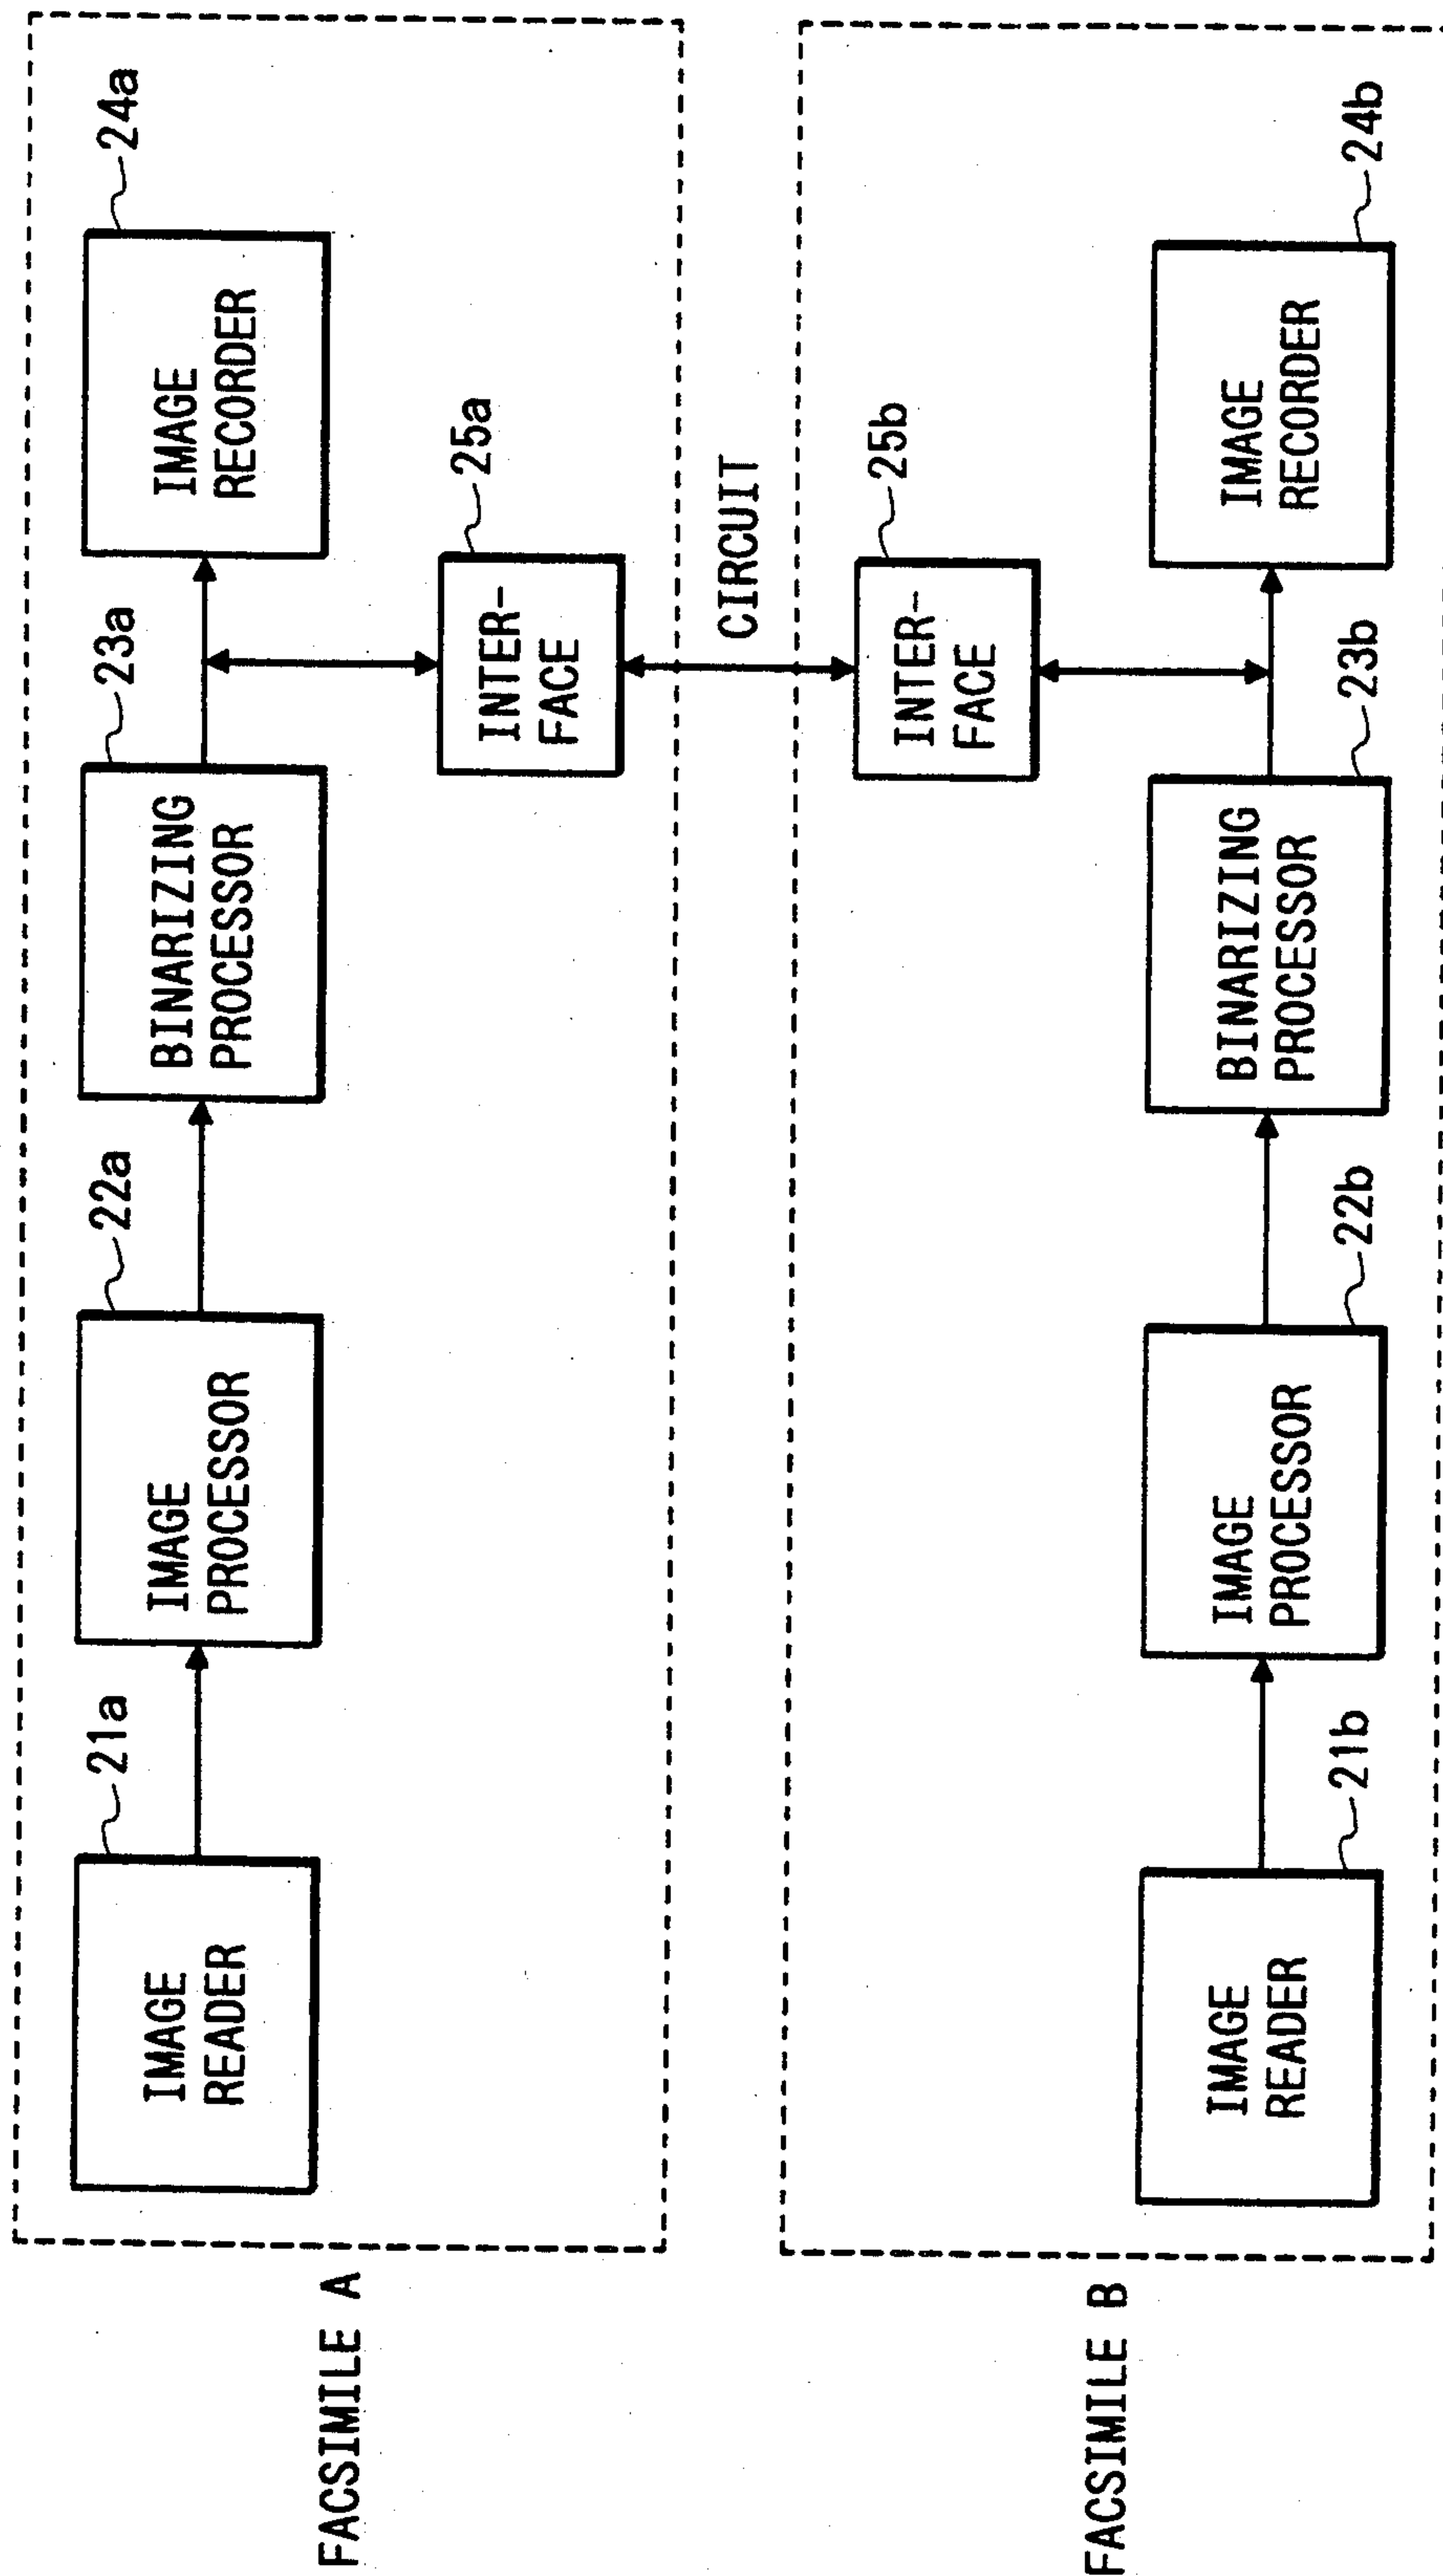 FACSIMILE A
21a
22a
23a
24a
IMAGE
READER
IMAGE
PROCESSOR
BINARIZING
PROCESSOR
IMAGE
RECORDER
25a
INTER-
FACE
CIRCUIT
FACSIMILE B
25b
INTER-
FACE
IMAGE
READER
IMAGE
PROCESSOR
BINARIZING
PROCESSOR
IMAGE
RECORDER
21b
22b
23b
24b